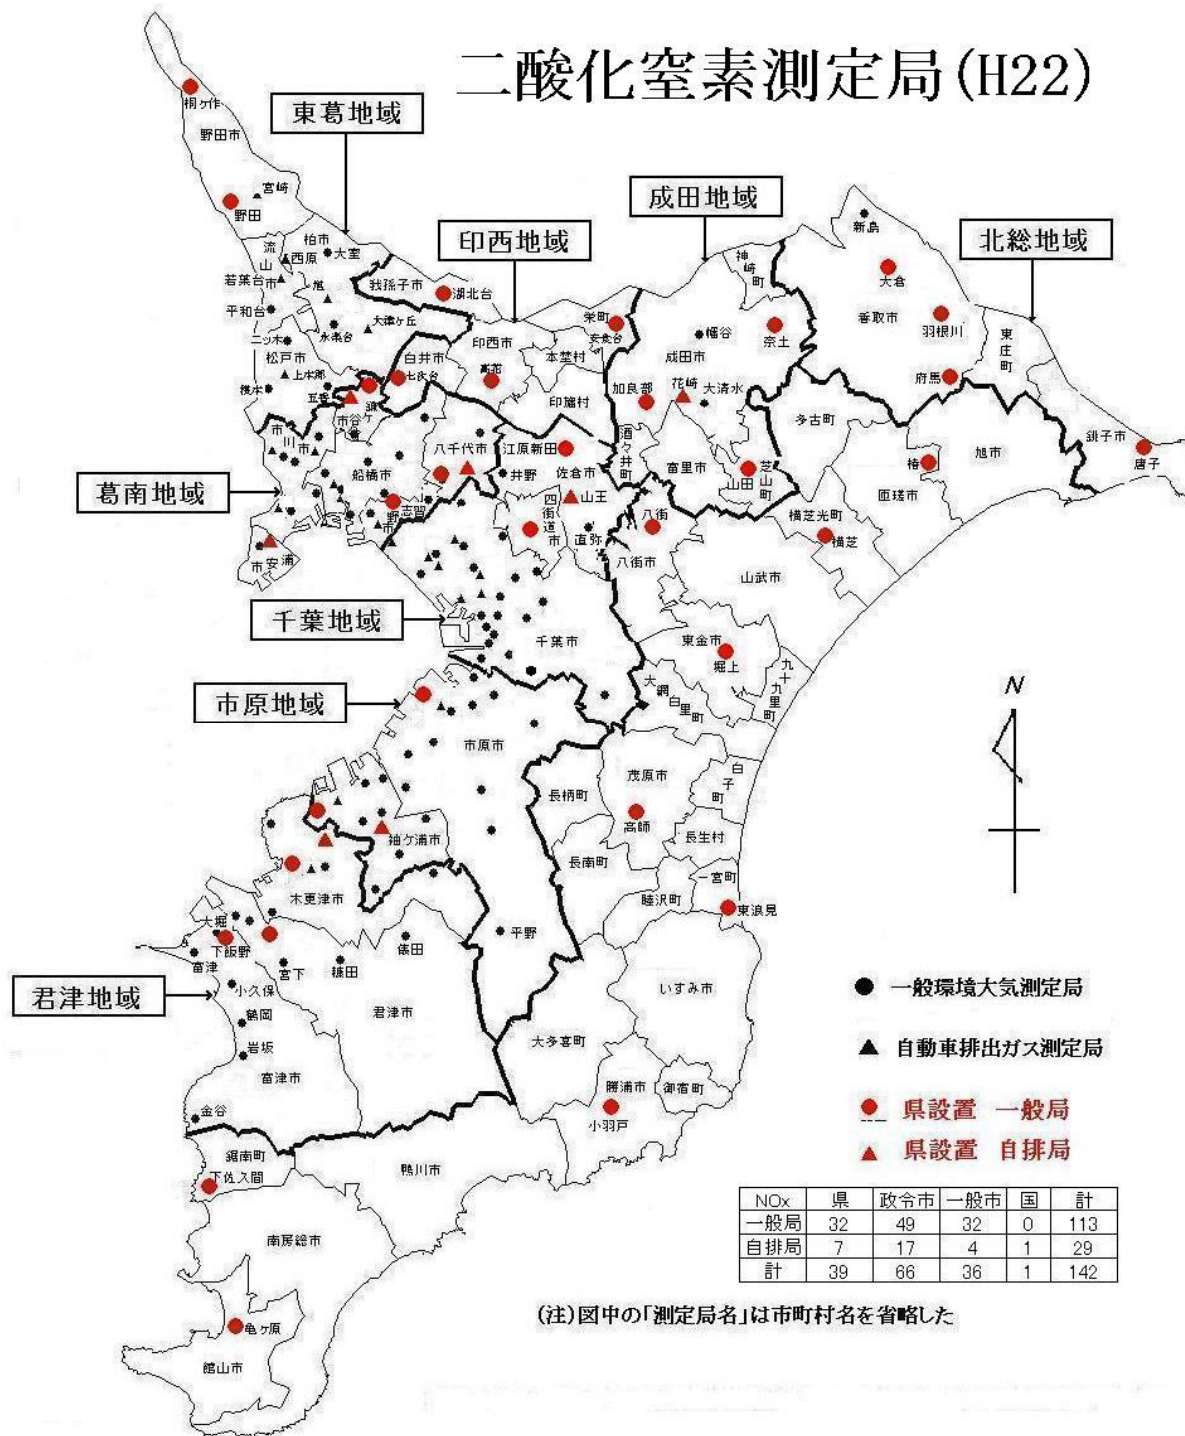 二酸化窒素測定局(H22)
東葛地域
成田地域
印西地域
北総地域
葛南地域
千葉地域
市原地域
君津地域
桐ヶ作
野田市
宮崎
野田
柏市
流山市
西原
大室
若葉台
旭
平和台
永楽台
大津ヶ丘
二ツ木
松戸市
上本郷
根本
五香
我孫子市
湖北台
白井市
七次台
印西市
高花
本埜村
印旛村
栄町
安食台
神崎町
幡谷
奈土
成田市
加良部
花崎
大清水
新島
大倉
香取市
羽根川
府馬
東庄町
銚子市
唐子
多古町
旭市
椿
匝瑳市
酒々井町
富里市
山田
芝山町
横芝光町
横芝
市川市
船橋市
八千代市
江原新田
井野
佐倉市
山王
四街道市
直弥
八街
八街市
志賀
浦安市
山武市
千葉市
東金市
堀上
大網白里町
九十九里町
市原市
茂原市
高師
白子町
長柄町
長生村
長南町
一宮町
睦沢町
東浪見
袖ケ浦市
木更津市
大堀
下飯野
富津
宮下
糠田
俵田
平野
小久保
鶴岡
君津市
岩坂
富津市
金谷
いすみ市
大多喜町
勝浦市
御宿町
小羽戸
鋸南町
下佐久間
鴨川市
南房総市
亀ヶ原
館山市
N
一般環境大気測定局
自動車排出ガス測定局
県設置 一般局
県設置 自排局
NOx 県 政令市 一般市 国 計
一般局 32 49 32 0 113
自排局 7 17 4 1 29
計 39 66 36 1 142
(注)図中の「測定局名」は市町村名を省略した